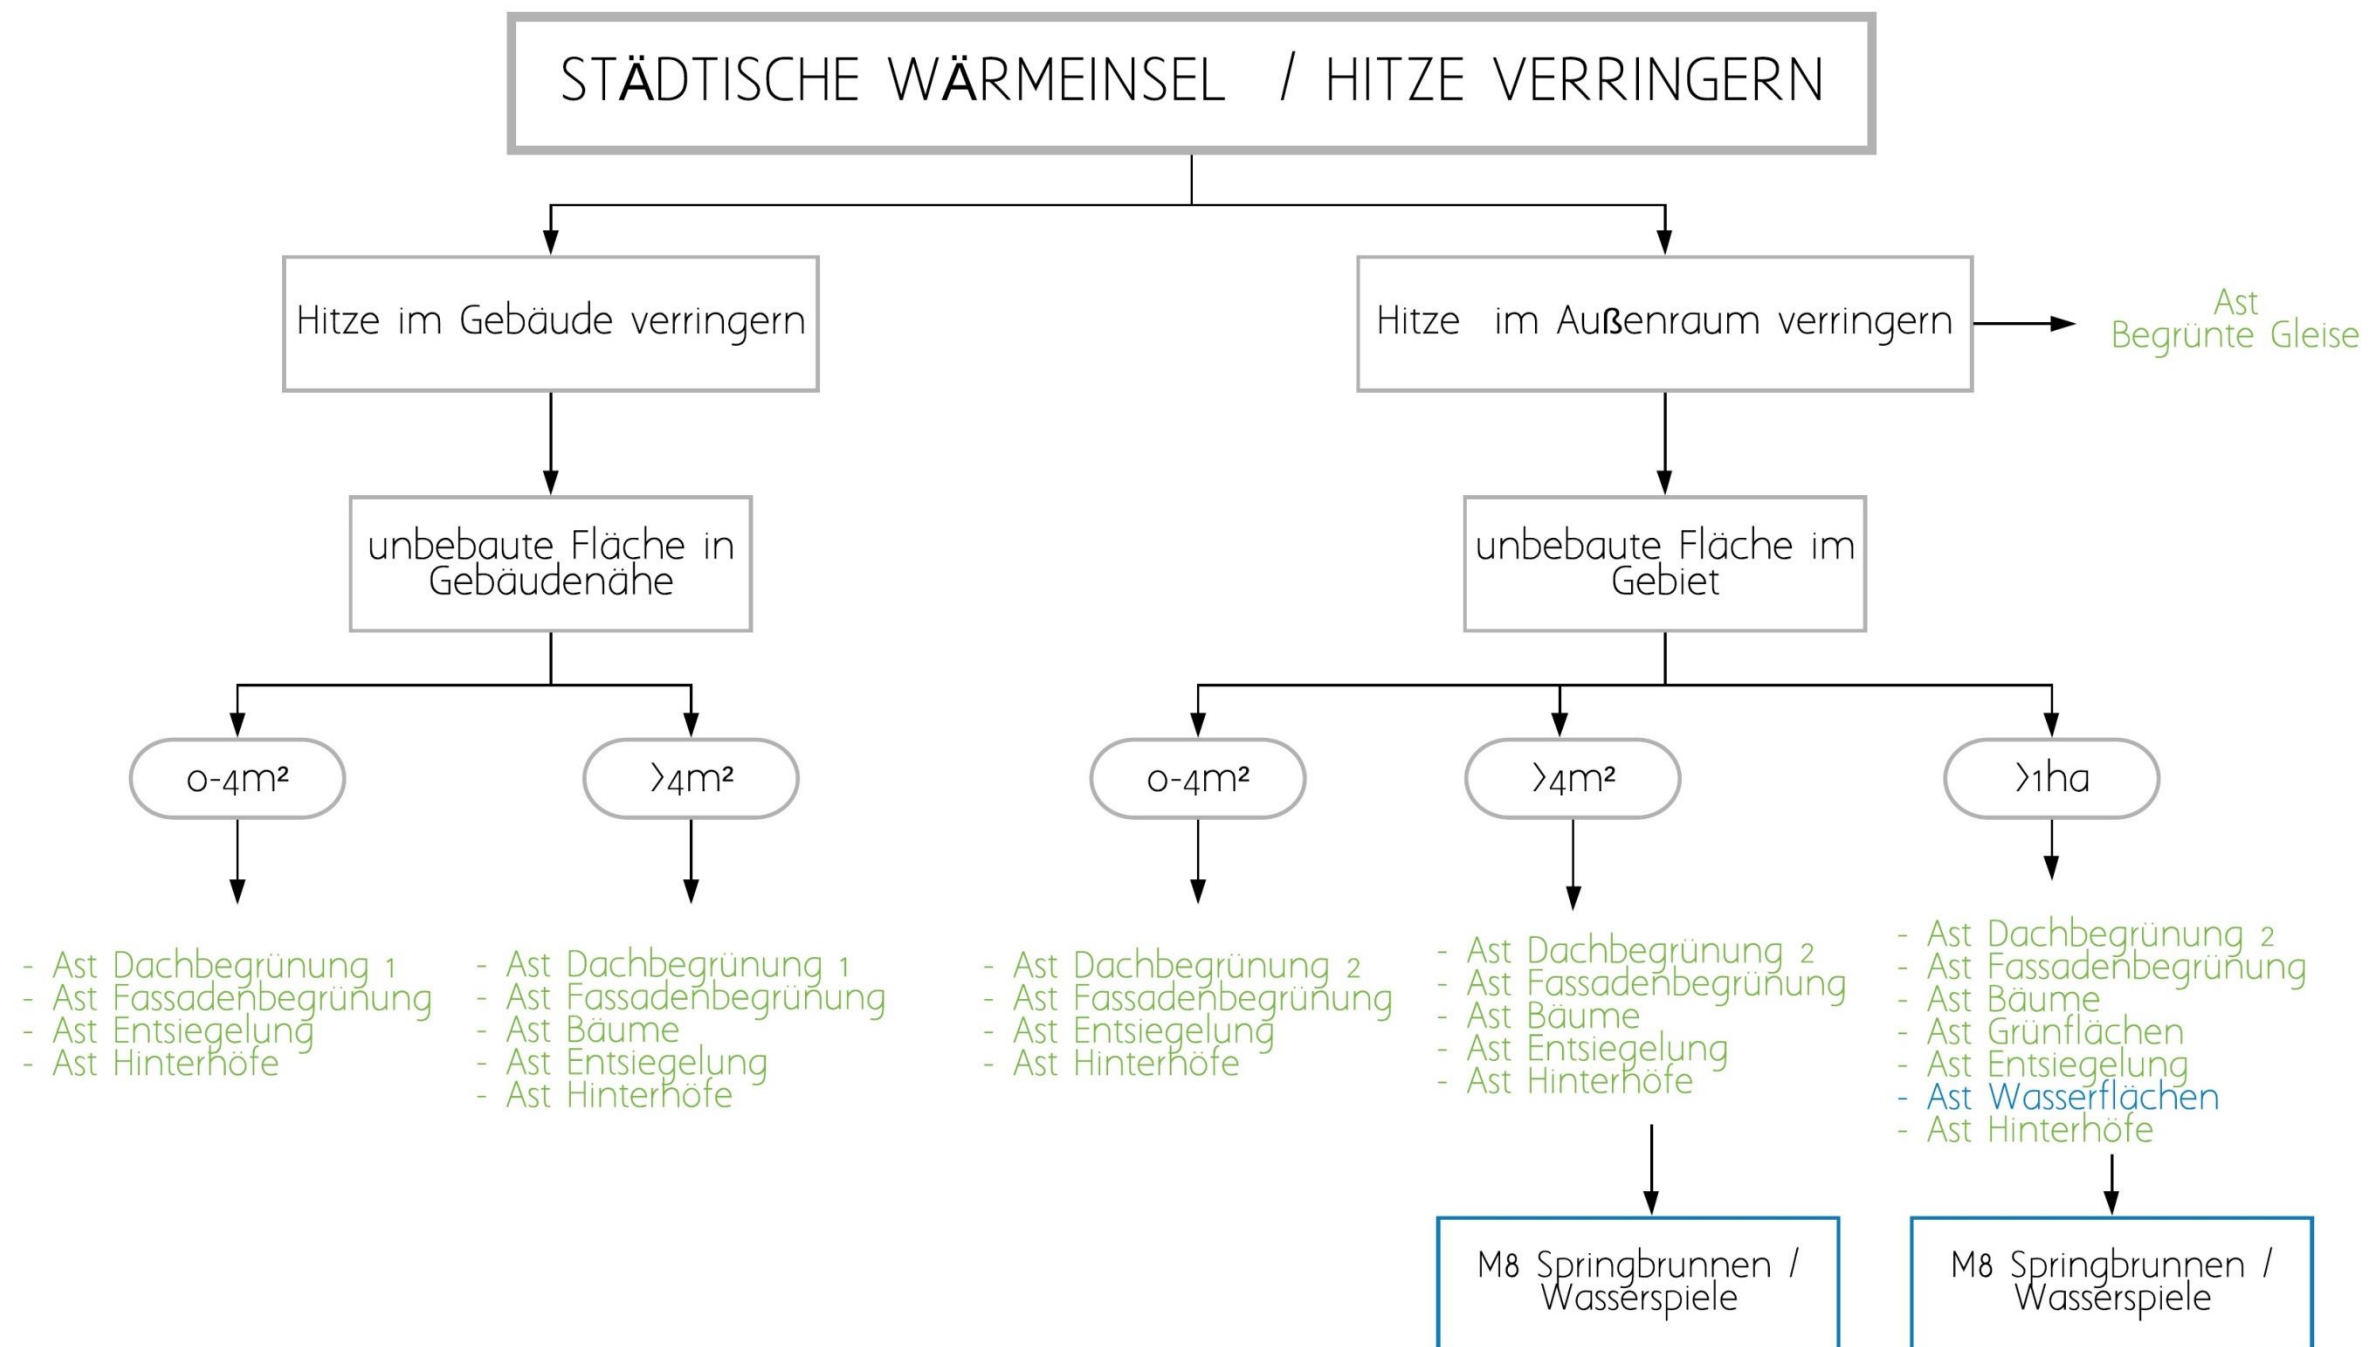 STÄDTISCHE WÄRMEINSEL / HITZE VERRINGERN
Hitze im Gebäude verringern
Hitze im Außenraum verringern
Ast
Begrünte Gleise
unbebaute Fläche in
Gebäudenähe
unbebaute Fläche im
Gebiet
0-4m²
>4m²
0-4m²
>4m²
>1ha
- Ast Dachbegrünung 1
- Ast Fassadenbegrünung
- Ast Entsiegelung
- Ast Hinterhöfe
- Ast Dachbegrünung 1
- Ast Fassadenbegrünung
- Ast Bäume
- Ast Entsiegelung
- Ast Hinterhöfe
- Ast Dachbegrünung 2
- Ast Fassadenbegrünung
- Ast Entsiegelung
- Ast Hinterhöfe
- Ast Dachbegrünung 2
- Ast Fassadenbegrünung
- Ast Bäume
- Ast Entsiegelung
- Ast Hinterhöfe
- Ast Dachbegrünung 2
- Ast Fassadenbegrünung
- Ast Bäume
- Ast Grünflächen
- Ast Entsiegelung
- Ast Wasserflächen
- Ast Hinterhöfe
M8 Springbrunnen /
Wasserspiele
M8 Springbrunnen /
Wasserspiele